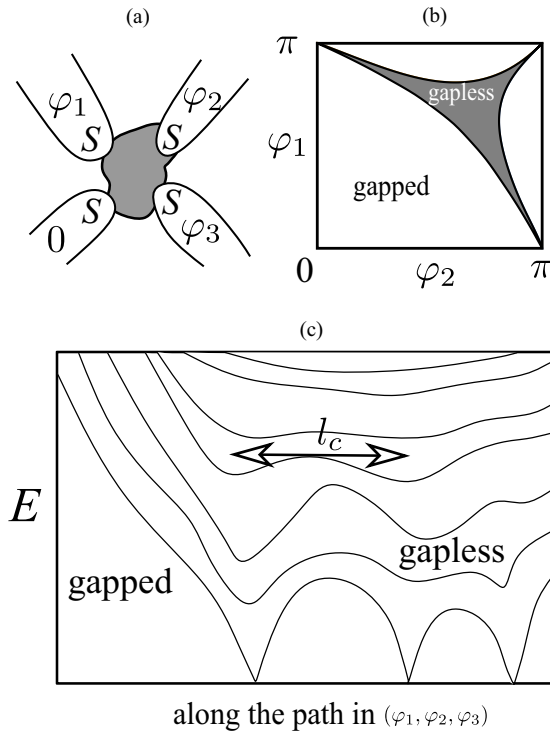 (a)
φ₁ S S φ₂
0 S S φ₃
(b)
π
φ₁
gapless
gapped
0 φ₂ π
(c)
l_c
E
gapless
gapped
along the path in (φ₁, φ₂, φ₃)